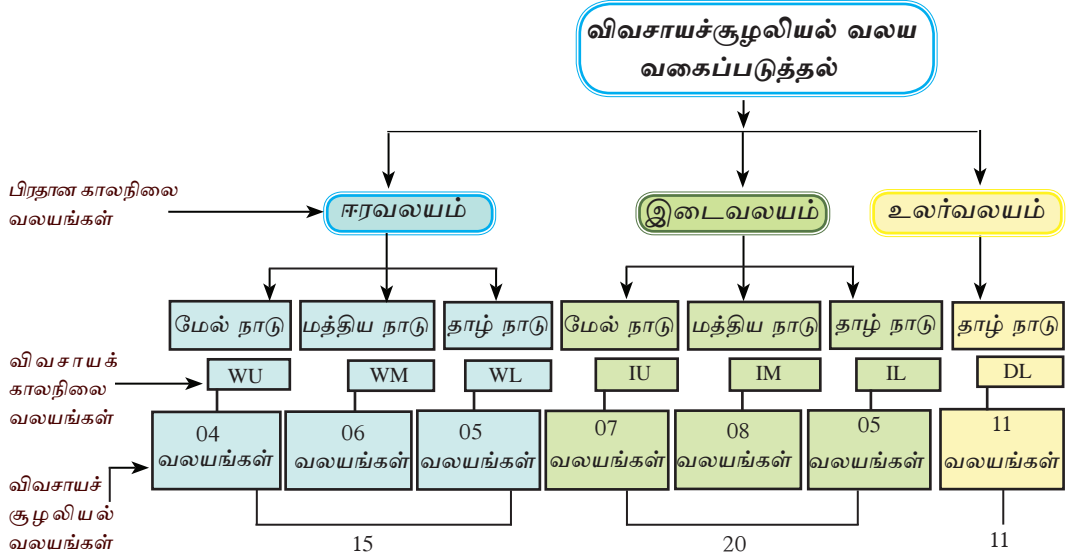 விவசாயச்சூழலியல் வலய
வகைப்படுத்தல்
பிரதான காலநிலை
வலயங்கள்
ஈரவலயம்
இடைவலயம்
உலர்வலயம்
மேல் நாடு
மத்திய நாடு
தாழ் நாடு
மேல் நாடு
மத்திய நாடு
தாழ் நாடு
தாழ் நாடு
விவசாயக்
காலநிலை
வலயங்கள்
WU
WM
WL
IU
IM
IL
DL
விவசாயச்
சூழலியல்
வலயங்கள்
04
வலயங்கள்
06
வலயங்கள்
05
வலயங்கள்
07
வலயங்கள்
08
வலயங்கள்
05
வலயங்கள்
11
வலயங்கள்
15
20
11